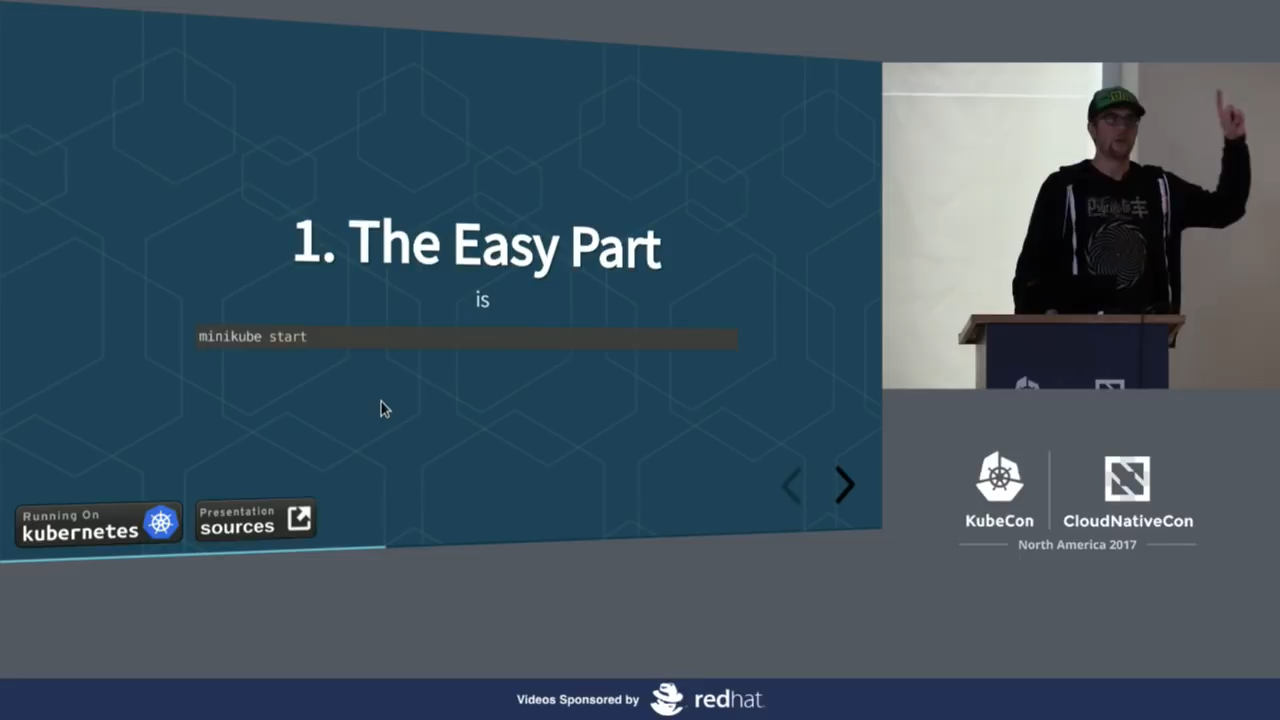 1. The Easy Part
is
minikube start
Running On
kubernetes
Presentation
sources
KubeCon
CloudNativeCon
North America 2017
Videos Sponsored by
redhat.